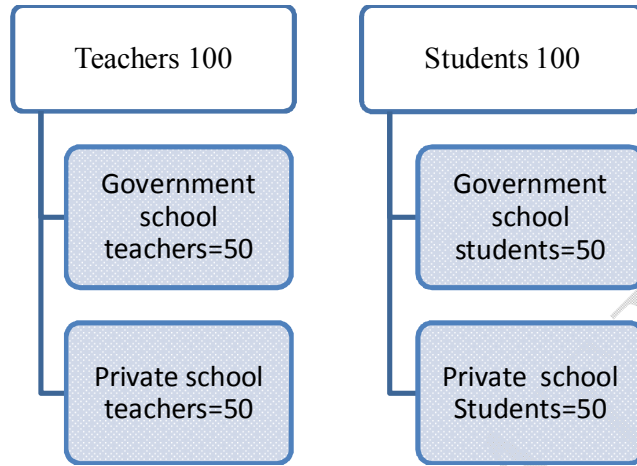 Teachers 100
Government
school
teachers=50
Private school
teachers=50
Students 100
Government
school
students=50
Private school
Students=50